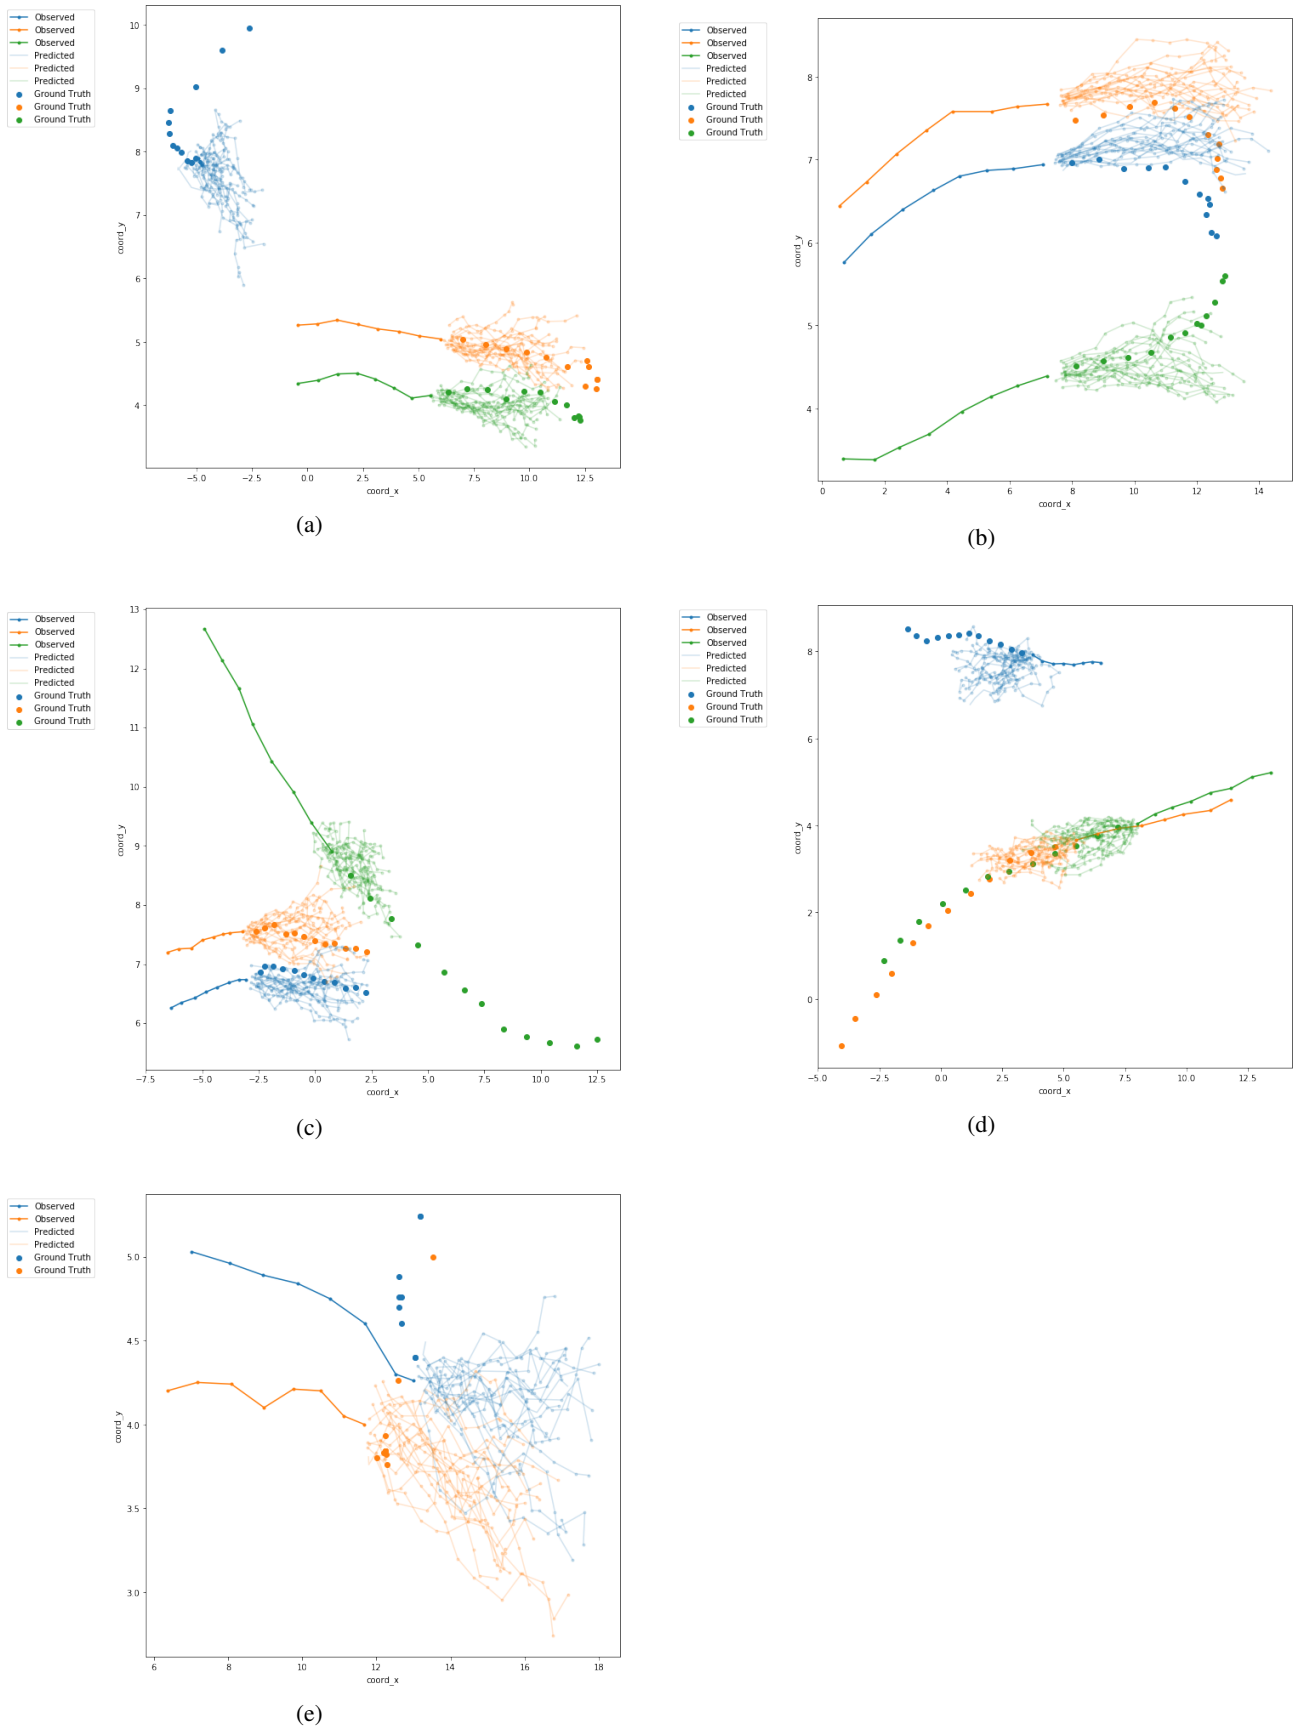 Observed
Observed
Observed
Predicted
Predicted
Predicted
Ground Truth
Ground Truth
Ground Truth
10
9
8
7
6
5
4
coord_y
−5.0 −2.5 0.0 2.5 5.0 7.5 10.0 12.5
coord_x
(a)
Observed
Observed
Observed
Predicted
Predicted
Predicted
Ground Truth
Ground Truth
Ground Truth
8
7
6
5
4
coord_y
0 2 4 6 8 10 12 14
coord_x
(b)
Observed
Observed
Observed
Predicted
Predicted
Predicted
Ground Truth
Ground Truth
Ground Truth
13
12
11
10
9
8
7
6
coord_y
−7.5 −5.0 −2.5 0.0 2.5 5.0 7.5 10.0 12.5
coord_x
(c)
Observed
Observed
Observed
Predicted
Predicted
Predicted
Ground Truth
Ground Truth
Ground Truth
8
6
4
2
0
coord_y
−5.0 −2.5 0.0 2.5 5.0 7.5 10.0 12.5
coord_x
(d)
Observed
Observed
Predicted
Predicted
Ground Truth
Ground Truth
5.0
4.5
4.0
3.5
3.0
coord_y
6 8 10 12 14 16 18
coord_x
(e)